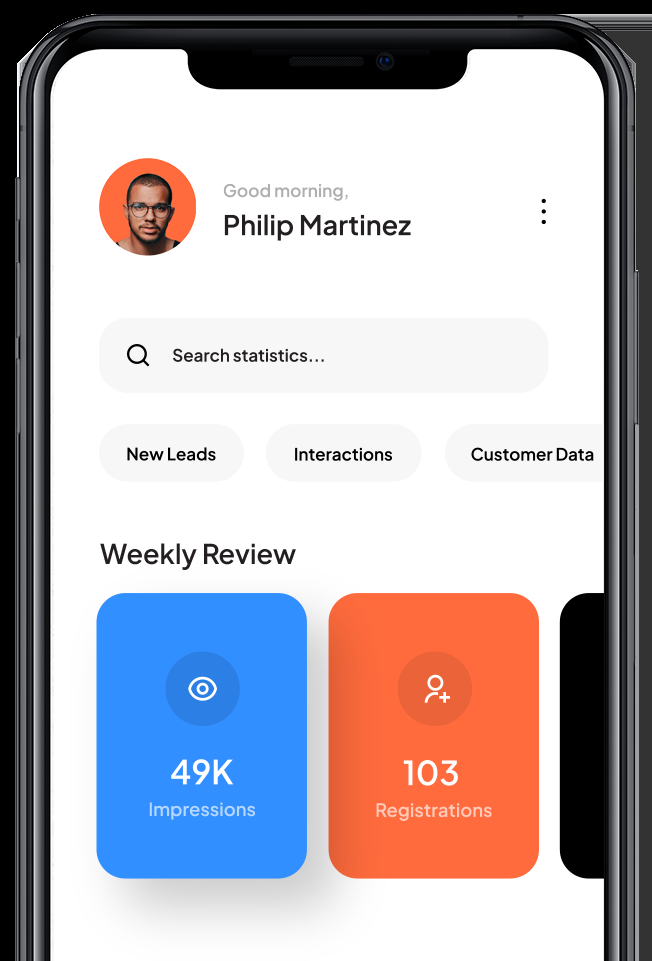 Good morning,
Philip Martinez
Search statistics...
New Leads
Interactions
Customer Data
Weekly Review
49K
Impressions
103
Registrations